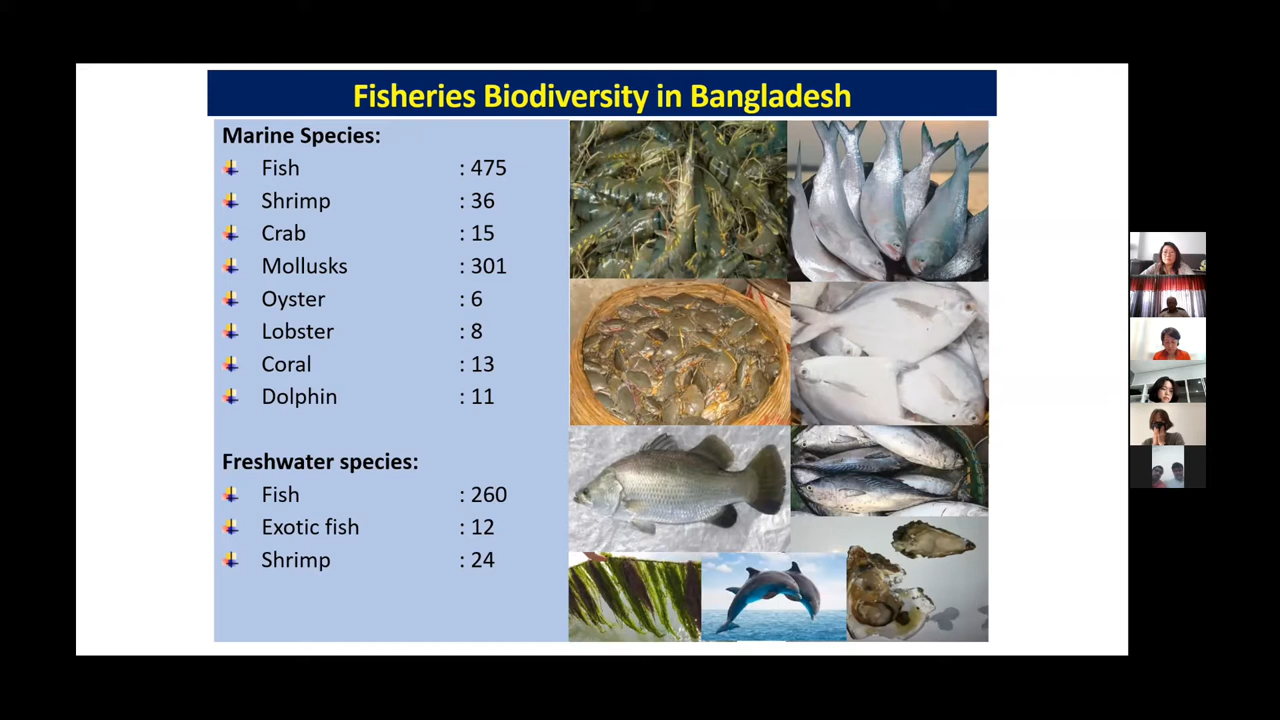 Fisheries Biodiversity in Bangladesh
Marine Species:
Fish : 475
Shrimp : 36
Crab : 15
Mollusks : 301
Oyster : 6
Lobster : 8
Coral : 13
Dolphin : 11
Freshwater species:
Fish : 260
Exotic fish : 12
Shrimp : 24